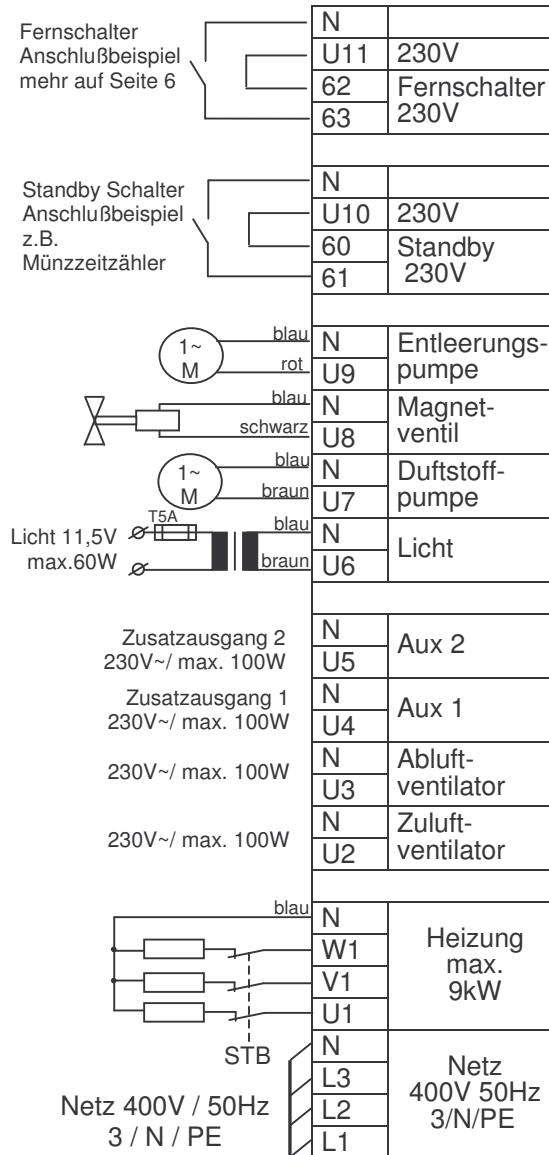 Fernschalter
Anschlußbeispiel
mehr auf Seite 6
N
U11 230V
62 Fernschalter
63 230V
Standby Schalter
Anschlußbeispiel
z.B.
Münzzeitzähler
N
U10 230V
60 Standby
61 230V
1~
M
blau
rot
N
U9
Entleerungs-
pumpe
blau
schwarz
N
U8
Magnet-
ventil
1~
M
blau
braun
N
U7
Duftstoff-
pumpe
Licht 11,5V
max.60W
T5A
blau
braun
N
U6
Licht
Zusatzausgang 2
230V~/ max. 100W
N
U5
Aux 2
Zusatzausgang 1
230V~/ max. 100W
N
U4
Aux 1
230V~/ max. 100W
N
U3
Abluft-
ventilator
230V~/ max. 100W
N
U2
Zuluft-
ventilator
blau
N
W1
V1
U1
Heizung
max.
9kW
STB
Netz 400V / 50Hz
3 / N / PE
N
L3
L2
L1
Netz
400V 50Hz
3/N/PE